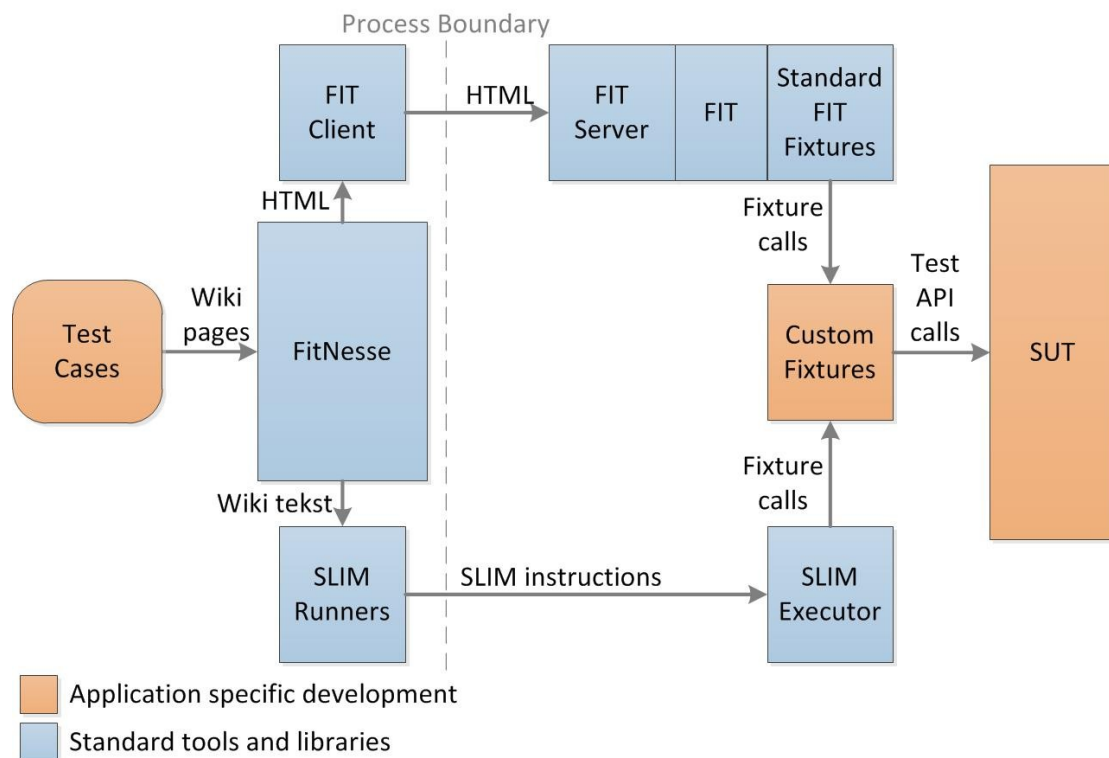 Process Boundary
FIT
Client
HTML
FIT
Server
FIT
Standard
FIT
Fixtures
HTML
Fixture
calls
Test
Cases
Wiki
pages
FitNesse
Custom
Fixtures
Test
API
calls
SUT
Wiki tekst
Fixture
calls
SLIM
Runners
SLIM instructions
SLIM
Executor
Application specific development
Standard tools and libraries